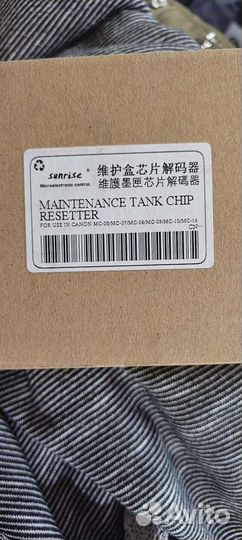 sunrise
Microelectronic control.
维护盒芯片解码器
維護墨匣芯片解碼器
MAINTENANCE TANK CHIP
RESETTER
FOR USE IN CANON MC-05/MC-07/MC-08/MC-09/MC-10/MC-16
Avito